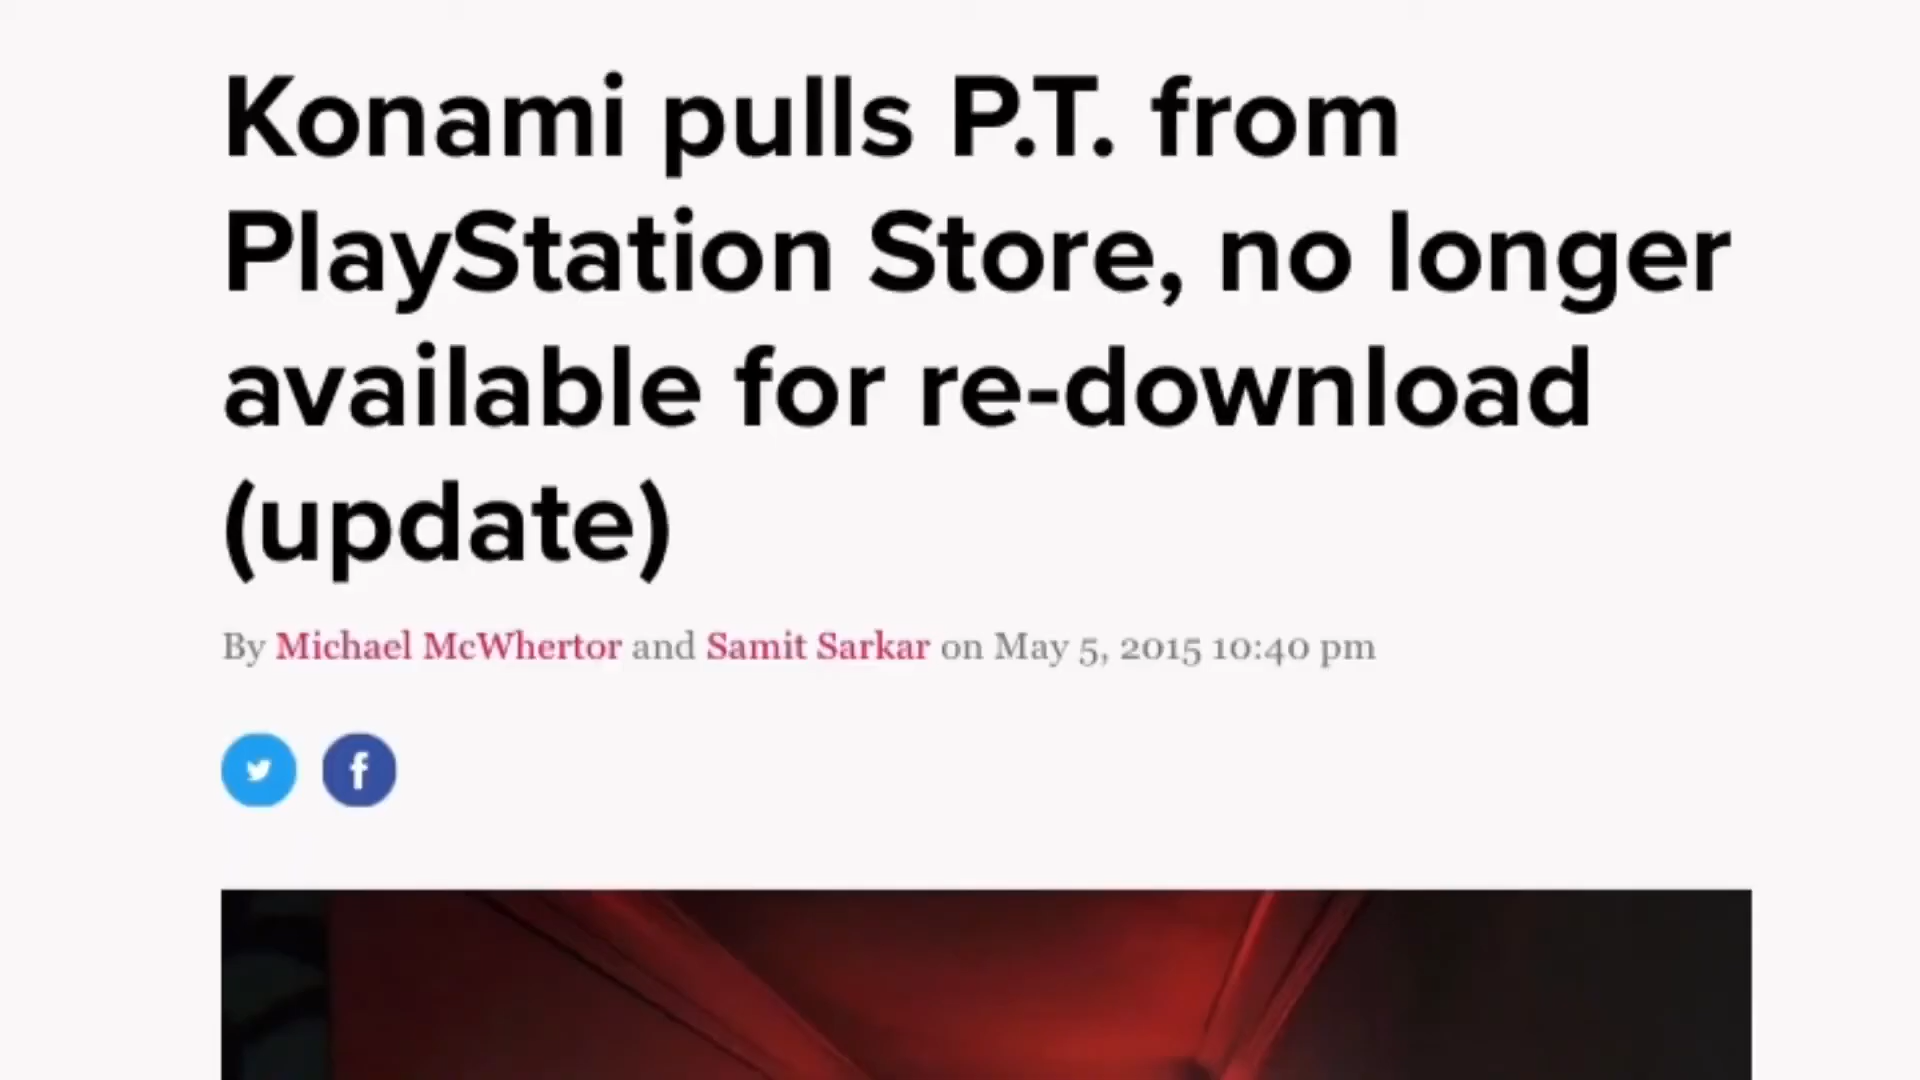 Konami pulls P.T. from
PlayStation Store, no longer
available for re-download
(update)
By Michael McWhertor and Samit Sarkar on May 5, 2015 10:40 pm